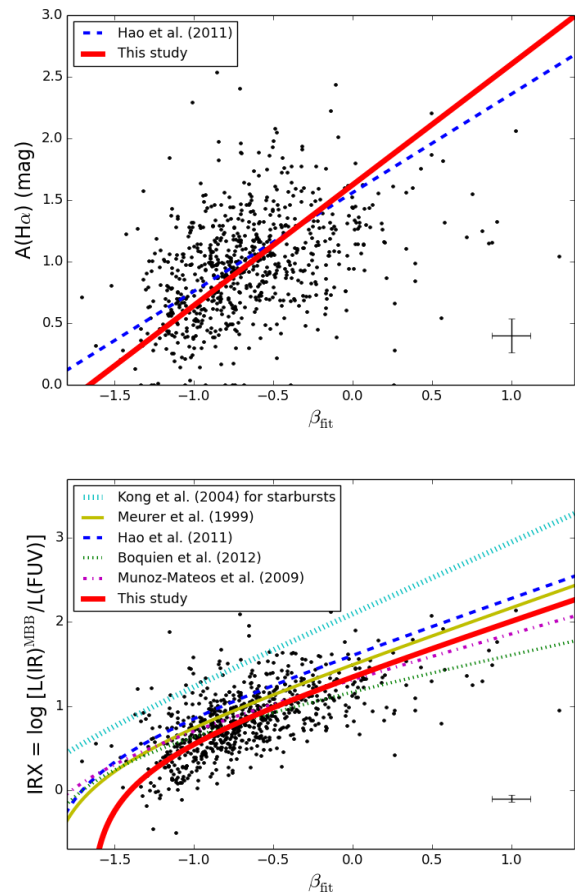 3.0
Hao et al. (2011)
This study
2.5
2.0
1.5
1.0
0.5
0.0
A(Hα) (mag)
−1.5 −1.0 −0.5 0.0 0.5 1.0
β_fit
Kong et al. (2004) for starbursts
Meurer et al. (1999)
Hao et al. (2011)
Boquien et al. (2012)
Munoz-Mateos et al. (2009)
This study
3
2
1
0
IRX = log [L(IR)^MBB/L(FUV)]
−1.5 −1.0 −0.5 0.0 0.5 1.0
β_fit